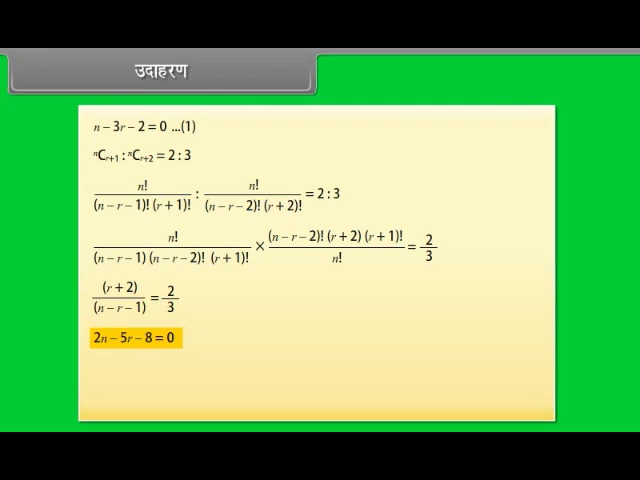 उदाहरण
n – 3r – 2 = 0 ...(1)
ⁿCr+1 : ⁿCr+2 = 2 : 3
n! / (n – r – 1)! (r + 1)! : n! / (n – r – 2)! (r + 2)! = 2 : 3
n! / (n – r – 1) (n – r – 2)! (r + 1)! × (n – r – 2)! (r + 2) (r + 1)! / n! = 2 / 3
(r + 2) / (n – r – 1) = 2 / 3
2n – 5r – 8 = 0